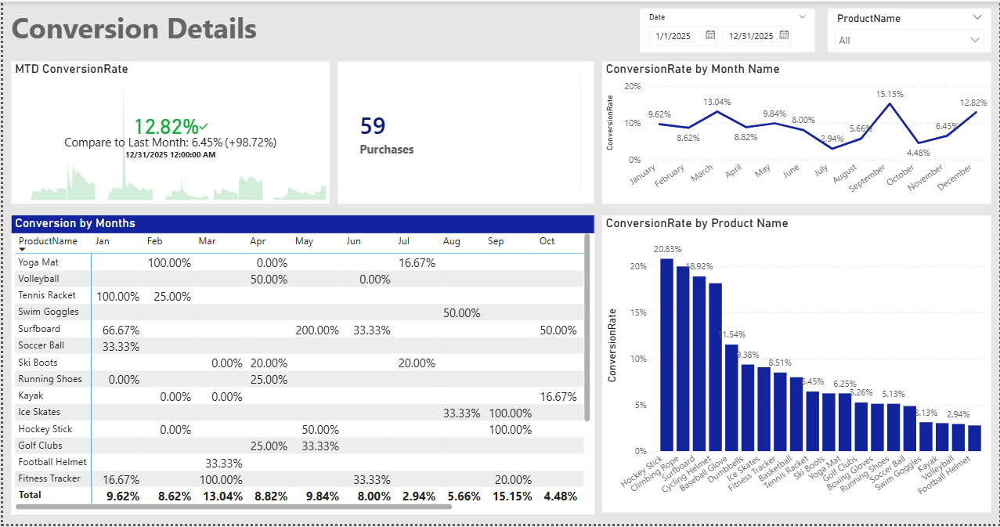 Conversion Details
Date
1/1/2025 12/31/2025
ProductName
All
MTD ConversionRate
12.82%
Compare to Last Month: 6.45% (+98.72%)
12/31/2025 12:00:00 AM
59
Purchases
ConversionRate by Month Name
ConversionRate
20%
10%
0%
9.62% 8.62% 13.04% 8.82% 9.84% 8.00% 2.94% 5.66% 15.15% 4.48% 6.45% 12.82%
January February March April May June July August September October November December
Conversion by Months
ProductName Jan Feb Mar Apr May Jun Jul Aug Sep Oct
Yoga Mat 100.00% 0.00% 16.67%
Volleyball 50.00% 0.00%
Tennis Racket 100.00% 25.00%
Swim Goggles 50.00%
Surfboard 66.67% 200.00% 33.33% 50.00%
Soccer Ball 33.33%
Ski Boots 0.00% 20.00% 20.00%
Running Shoes 0.00% 25.00%
Kayak 0.00% 0.00% 16.67%
Ice Skates 33.33% 100.00%
Hockey Stick 0.00% 50.00% 100.00%
Golf Clubs 25.00% 33.33%
Football Helmet 33.33%
Fitness Tracker 16.67% 100.00% 33.33% 20.00%
Total 9.62% 8.62% 13.04% 8.82% 9.84% 8.00% 2.94% 5.66% 15.15% 4.48%
ConversionRate by Product Name
ConversionRate
20%
15%
10%
5%
0%
20.83% 18.92% 11.54% 9.38% 8.51% 6.45% 6.25% 5.26% 5.13% 3.13% 2.94%
Hockey Stick Climbing Rope Surfboard Cycling Helmet Baseball Glove Dumbbells Ice Skates Fitness Tracker Basketball Tennis Racket Ski Boots Yoga Mat Golf Clubs Boxing Gloves Running Shoes Soccer Ball Swim Goggles Kayak Volleyball Football Helmet